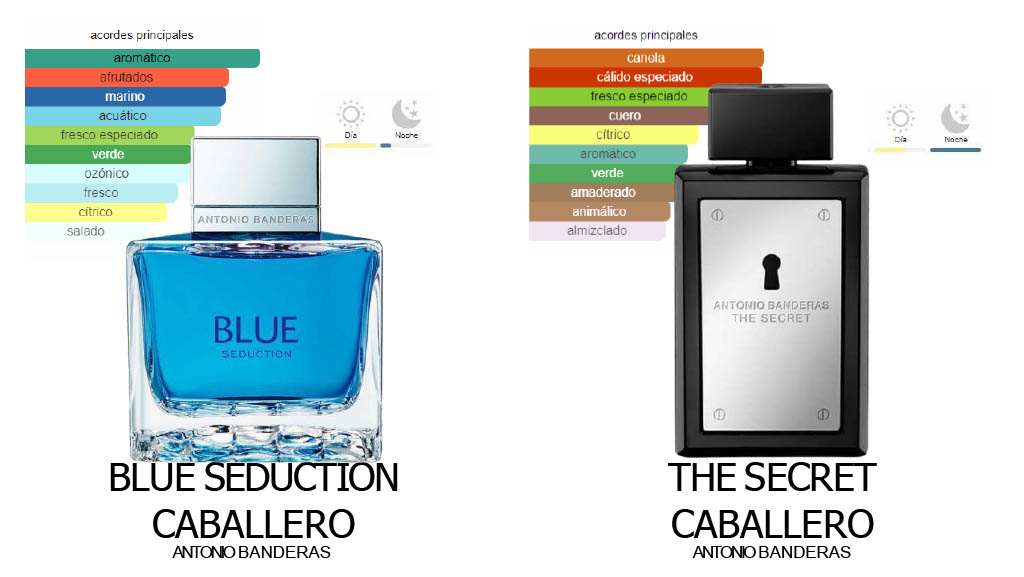 acordes principales
aromático
afrutados
marino
acuático
fresco especiado
verde
ozónico
fresco
cítrico
salado
Día
Noche
ANTONIO BANDERAS
BLUE
SEDUCTION
BLUE SEDUCTION
CABALLERO
ANTONIO BANDERAS
acordes principales
canela
cálido especiado
fresco especiado
cuero
cítrico
aromático
verde
amaderado
animálico
almizclado
Día
Noche
ANTONIO BANDERAS
THE SECRET
THE SECRET
CABALLERO
ANTONIO BANDERAS